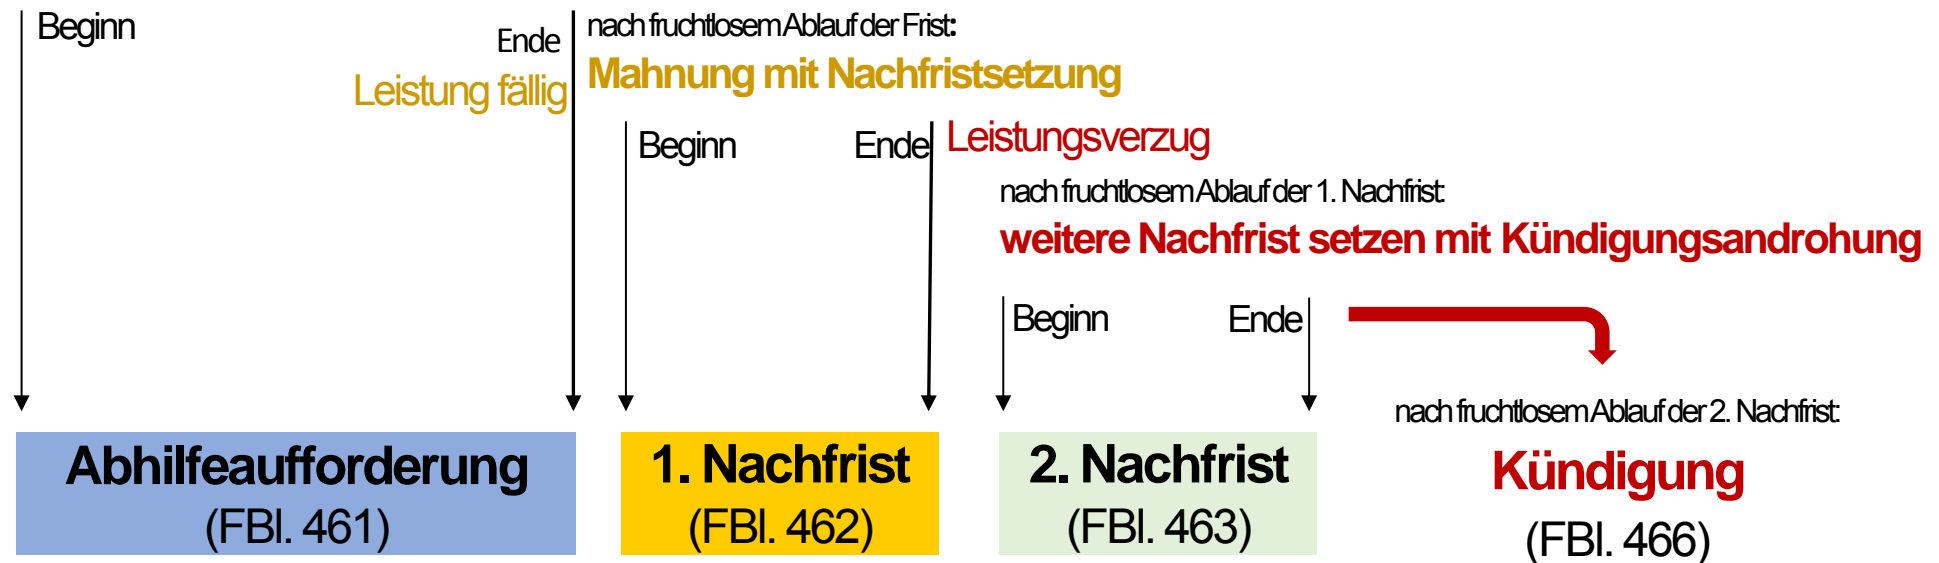 Beginn
Ende
Leistung fällig
nach fruchtlosem Ablauf der Frist:
Mahnung mit Nachfristsetzung
Beginn
Ende
Leistungsverzug
nach fruchtlosem Ablauf der 1. Nachfrist:
weitere Nachfrist setzen mit Kündigungsandrohung
Beginn
Ende
nach fruchtlosem Ablauf der 2. Nachfrist:
Abhilfeaufforderung
(FBl. 461)
1. Nachfrist
(FBl. 462)
2. Nachfrist
(FBl. 463)
Kündigung
(FBl. 466)